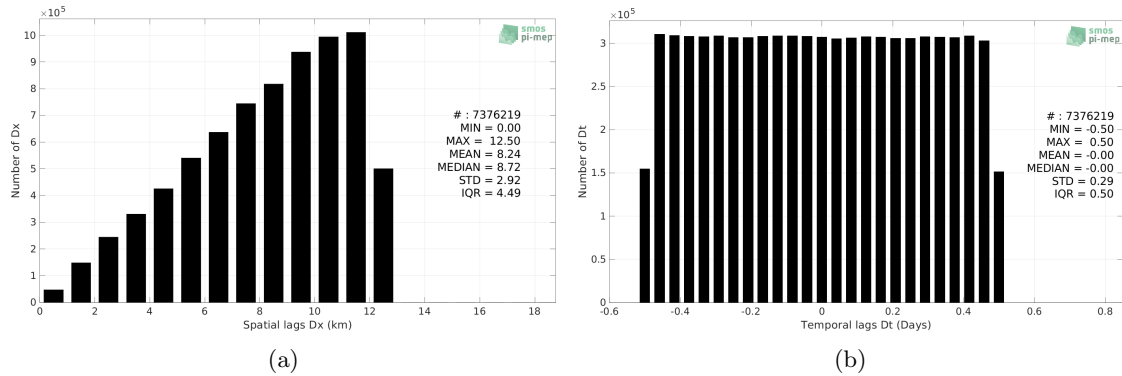 ×10^5
smos
pi-mep
10
9
8
7
6
5
4
3
2
1
0
Number of Dx
# : 7376219
MIN = 0.00
MAX = 12.50
MEAN = 8.24
MEDIAN = 8.72
STD = 2.92
IQR = 4.49
0 2 4 6 8 10 12 14 16 18
Spatial lags Dx (km)
(a)
×10^5
smos
pi-mep
3
2.5
2
1.5
1
0.5
0
Number of Dt
# : 7376219
MIN = -0.50
MAX = 0.50
MEAN = -0.00
MEDIAN = -0.00
STD = 0.29
IQR = 0.50
-0.6 -0.4 -0.2 0 0.2 0.4 0.6 0.8
Temporal lags Dt (Days)
(b)